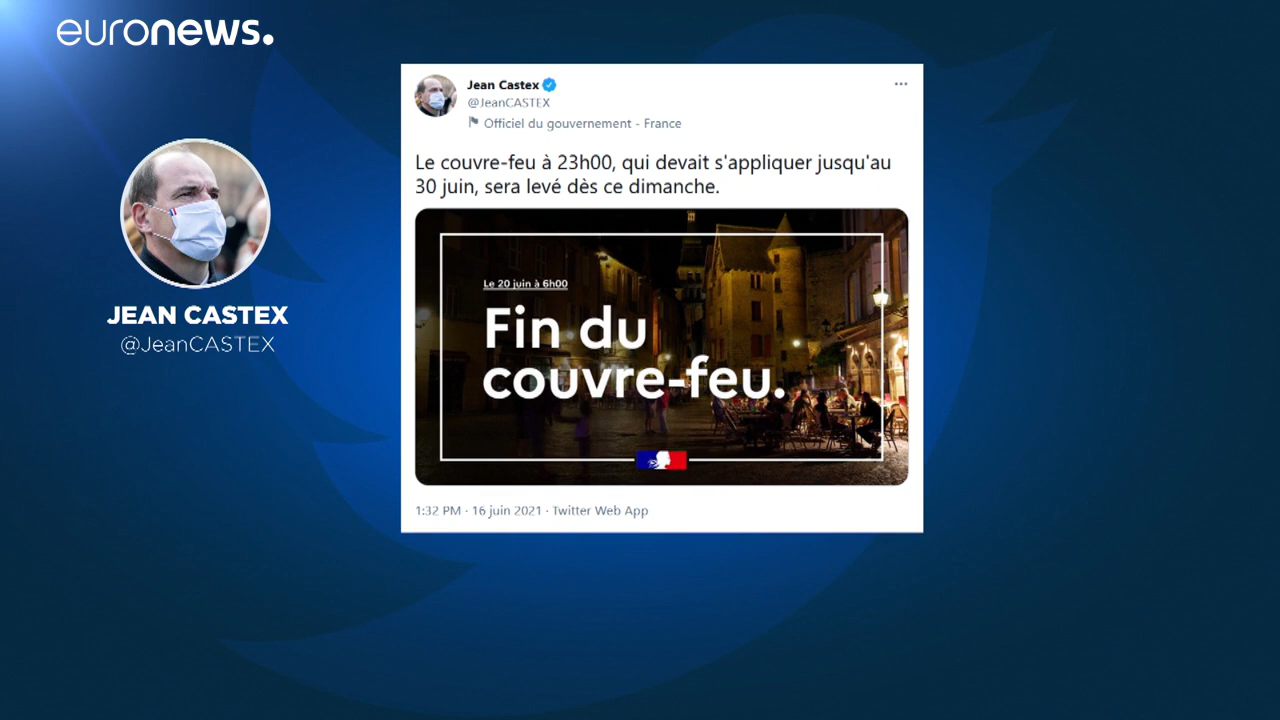 euronews.
JEAN CASTEX
@JeanCASTEX
Jean Castex
@JeanCASTEX
Officiel du gouvernement - France
Le couvre-feu à 23h00, qui devait s'appliquer jusqu'au
30 juin, sera levé dès ce dimanche.
Le 20 juin à 6h00
Fin du
couvre-feu.
1:32 PM · 16 juin 2021 · Twitter Web App